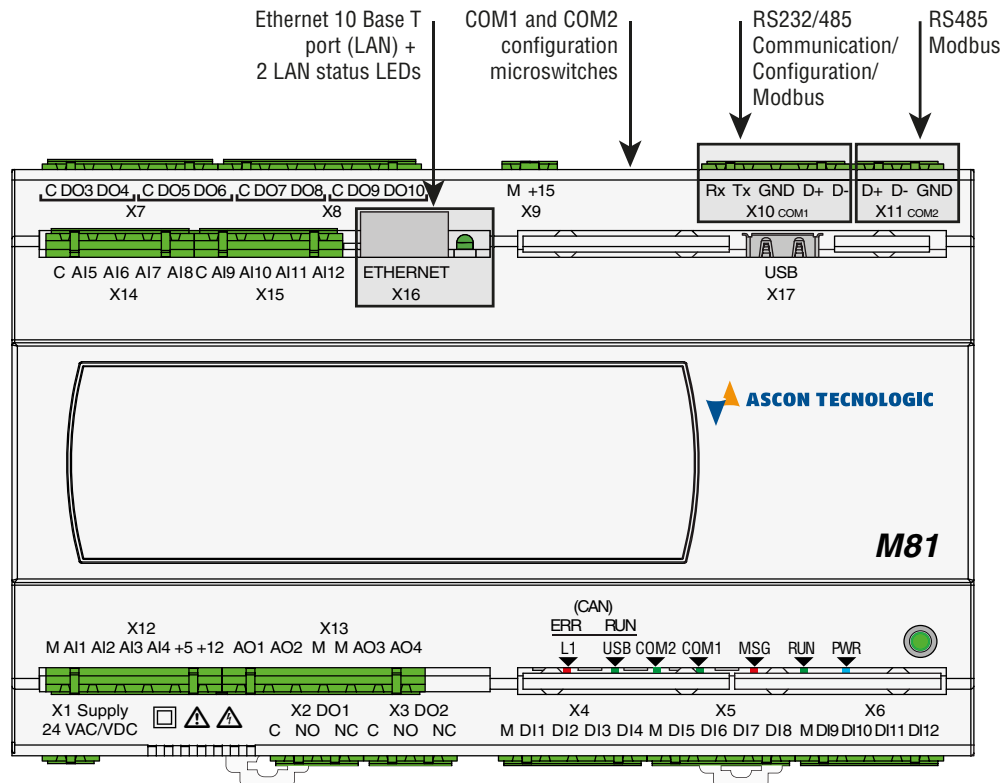 Ethernet 10 Base T
port (LAN) +
2 LAN status LEDs
COM1 and COM2
configuration
microswitches
RS232/485
Communication/
Configuration/
Modbus
RS485
Modbus
C DO3 DO4 C DO5 DO6 C DO7 DO8 C DO9 DO10
X7 X8
M +15
X9
Rx Tx GND D+ D-
X10 COM1
D+ D- GND
X11 COM2
C AI5 AI6 AI7 AI8 C AI9 AI10 AI11 AI12
X14 X15
ETHERNET
X16
USB
X17
ASCON TECNOLOGIC
M81
X12 X13
M AI1 AI2 AI3 AI4 +5 +12 AO1 AO2 M M AO3 AO4
(CAN)
ERR RUN
L1 USB COM2 COM1 MSG RUN PWR
X1 Supply
24 VAC/VDC
X2 DO1 X3 DO2
C NO NC C NO NC
X4 X5 X6
M DI1 DI2 DI3 DI4 M DI5 DI6 DI7 DI8 M DI9 DI10 DI11 DI12